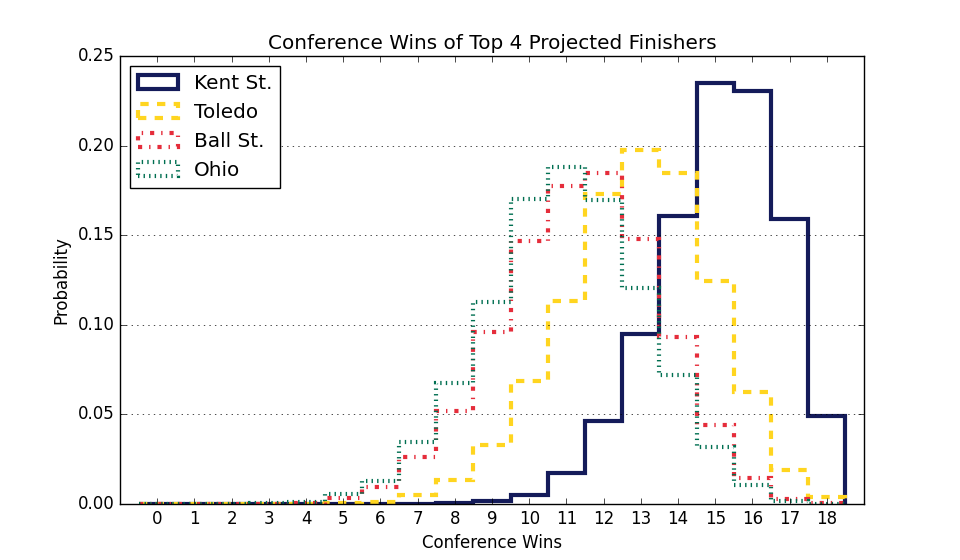 Conference Wins of Top 4 Projected Finishers
0.25
0.20
0.15
0.10
0.05
0.00
Probability
Kent St.
Toledo
Ball St.
Ohio
0 1 2 3 4 5 6 7 8 9 10 11 12 13 14 15 16 17 18
Conference Wins